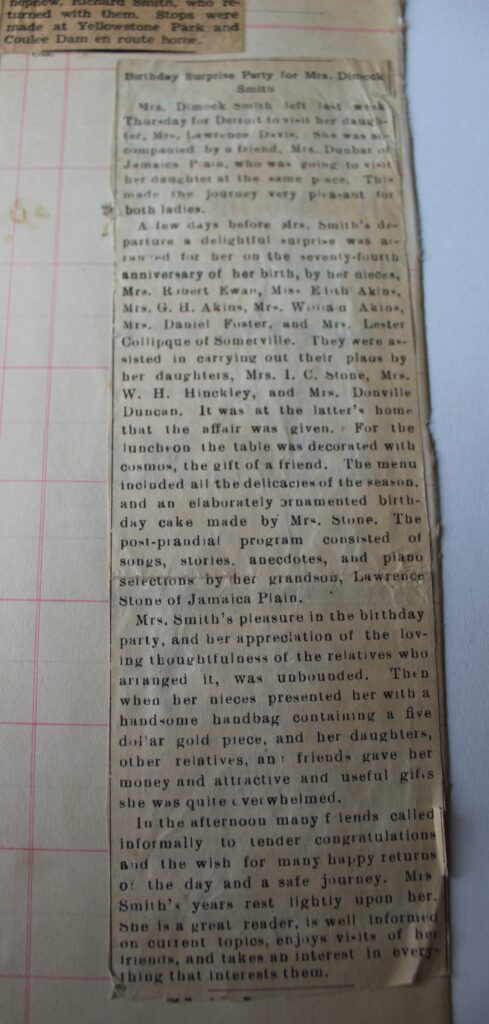 nephew, Richard Smith, who re-
turned with them. Stops were
made at Yellowstone Park and
Coulee Dam en route home.
Birthday Surprise Party for Mrs. Dimock
Smith
Mrs. Dimock Smith left last week
Thursday for Detroit to visit her daugh-
ter, Mrs. Lawrence Davis. She was ac-
companied by a friend, Mrs. Dunbar of
Jamaica Plain, who was going to visit
her daughter at the same place. This
made the journey very pleasant for
both ladies.
A few days before Mrs. Smith's de-
parture a delightful surprise was ar-
ranged for her on the seventy-fourth
anniversary of her birth, by her nieces,
Mrs. Robert Ewan, Miss Edith Akins,
Mrs. G. H. Akins, Mrs. William Akins,
Mrs. Daniel Foster, and Mrs. Lester
Collipque of Somerville. They were as-
sisted in carrying out their plans by
her daughters, Mrs. I. C. Stone, Mrs.
W. H. Hinckley, and Mrs. Donville
Duncan. It was at the latter's home
that the affair was given. For the
luncheon the table was decorated with
cosmos, the gift of a friend. The menu
included all the delicacies of the season,
and an elaborately ornamented birth-
day cake made by Mrs. Stone. The
post-prandial program consisted of
songs, stories, anecdotes, and piano
selections by her grandson, Lawrence
Stone of Jamaica Plain.
Mrs. Smith's pleasure in the birthday
party, and her appreciation of the lov-
ing thoughtfulness of the relatives who
arranged it, was unbounded. Then
when her nieces presented her with a
handsome handbag containing a five
dollar gold piece, and her daughters,
other relatives, and friends gave her
money and attractive and useful gifts
she was quite overwhelmed.
In the afternoon many friends called
informally to tender congratulations
and the wish for many happy returns
of the day and a safe journey. Mrs
Smith's years rest lightly upon her.
She is a great reader, is well informed
on current topics, enjoys visits of her
friends, and takes an interest in every-
thing that interests them.